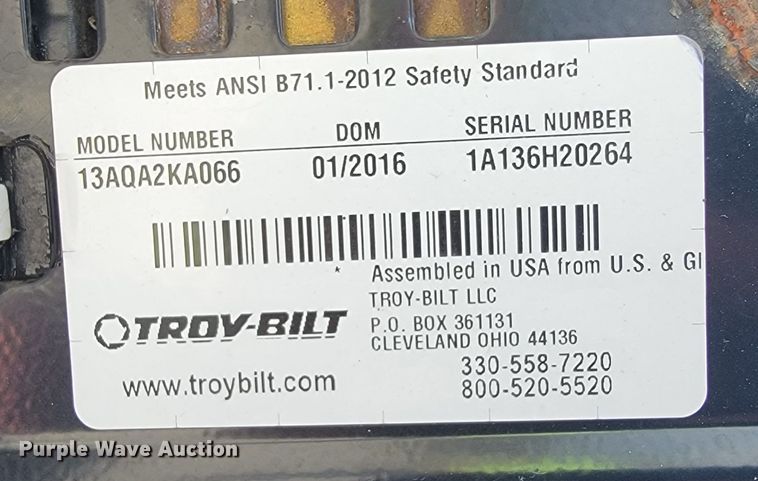 Meets ANSI B71.1-2012 Safety Standard
MODEL NUMBER DOM SERIAL NUMBER
13AQA2KA066 01/2016 1A136H20264
* Assembled in USA from U.S. & Gl
TROY-BILT LLC
TROY-BILT
P.O. BOX 361131
CLEVELAND OHIO 44136
330-558-7220
www.troybilt.com
800-520-5520
Purple Wave Auction